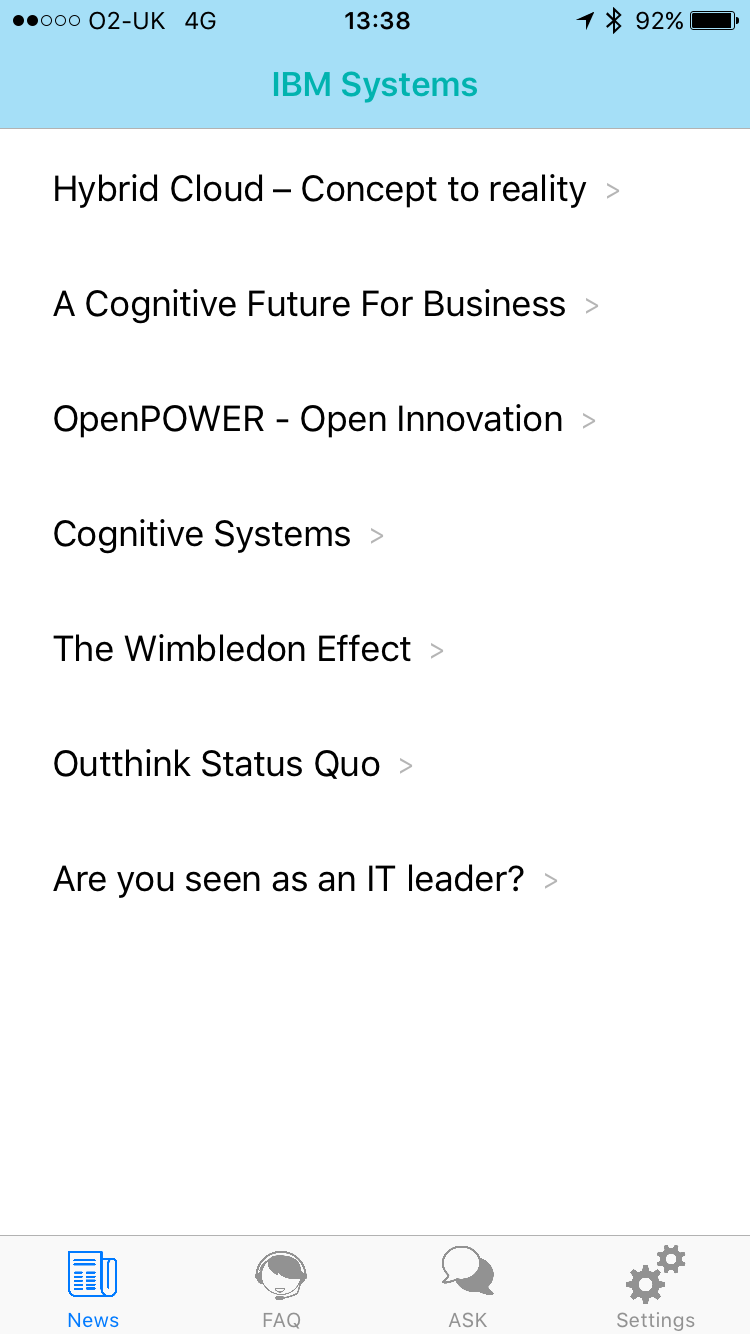 O2-UK 4G 13:38 92%
IBM Systems
Hybrid Cloud – Concept to reality >
A Cognitive Future For Business >
OpenPOWER - Open Innovation >
Cognitive Systems >
The Wimbledon Effect >
Outthink Status Quo >
Are you seen as an IT leader? >
News FAQ ASK Settings